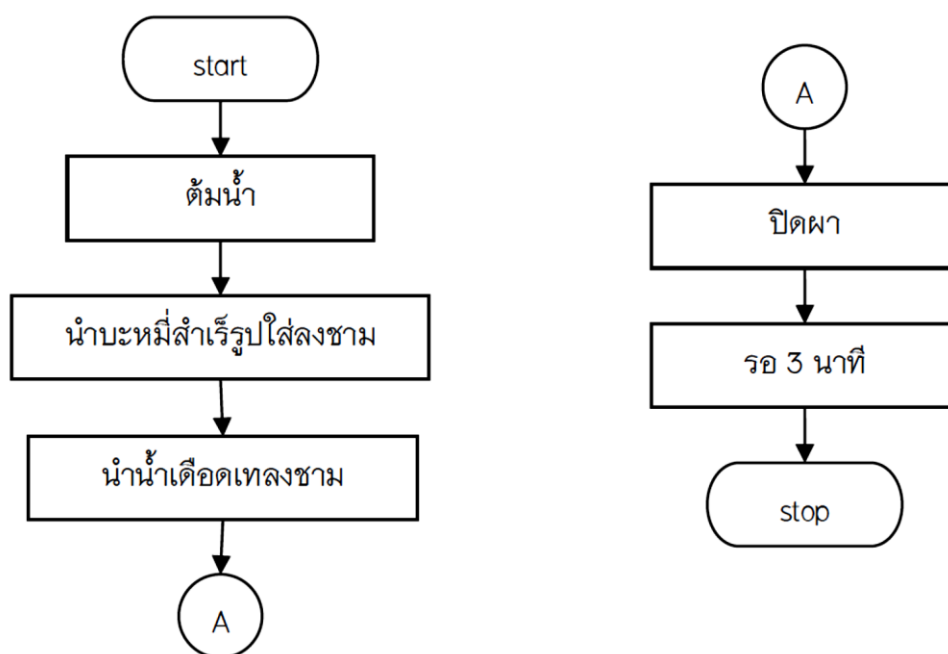 start
ต้มน้ำ
นำบะหมี่สำเร็รูปใส่ลงชาม
นำน้ำเดือดเทลงชาม
A
A
ปิดผา
รอ 3 นาที
stop